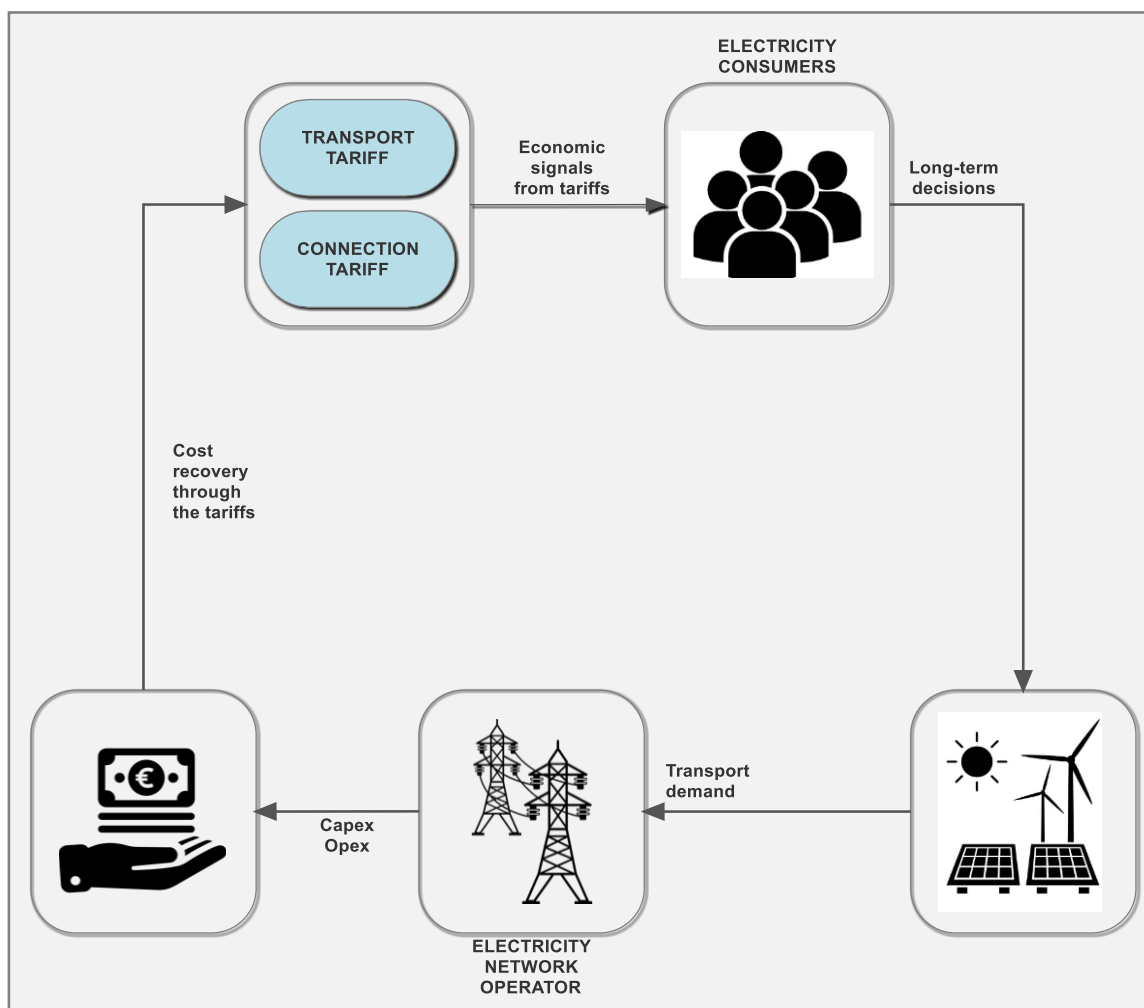 ELECTRICITY
CONSUMERS
TRANSPORT
TARIFF
CONNECTION
TARIFF
Economic
signals
from tariffs
Long-term
decisions
Cost
recovery
through
the tariffs
Transport
demand
€
Capex
Opex
ELECTRICITY
NETWORK
OPERATOR